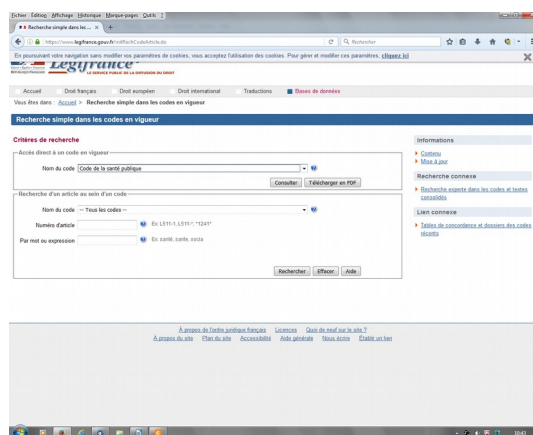 Fichier Édition Affichage Historique Marque-pages Outils ?
Recherche simple dans les ...
https://www.legifrance.gouv.fr/initRechCodeArticle.do
Rechercher
En poursuivant votre navigation sans modifier vos paramètres de cookies, vous acceptez l'utilisation des cookies. Pour gérer et modifier ces paramètres, cliquez ici
Legifrance
LE SERVICE PUBLIC DE LA DIFFUSION DU DROIT
Accueil Droit français Droit européen Droit international Traductions Bases de données
Vous êtes dans : Accueil > Recherche simple dans les codes en vigueur
Recherche simple dans les codes en vigueur
Critères de recherche
Accès direct à un code en vigueur
Nom du code Code de la santé publique
Consulter Télécharger en PDF
Recherche d'un article au sein d'un code
Nom du code -- Tous les codes --
Numéro d'article Ex: L511-1, L511-*, *1241*
Par mot ou expression Ex: santé, sante, socia
Rechercher Effacer Aide
Informations
Contenu
Mise à jour
Recherche connexe
Recherche experte dans les codes et textes
consolidés
Lien connexe
Tables de concordance et dossiers des codes
récents
À propos de l'ordre juridique français Licences Quoi de neuf sur le site ?
À propos du site Plan du site Accessibilité Aide générale Nous écrire Établir un lien
10:43